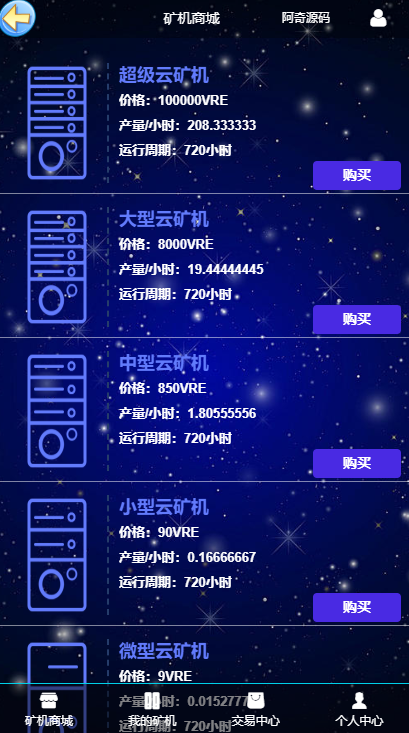 矿机商城
阿奇源码
超级云矿机
价格：100000VRE
产量/小时：208.333333
运行周期：720小时
购买
大型云矿机
价格：8000VRE
产量/小时：19.44444445
运行周期：720小时
购买
中型云矿机
价格：850VRE
产量/小时：1.80555556
运行周期：720小时
购买
小型云矿机
价格：90VRE
产量/小时：0.16666667
运行周期：720小时
购买
微型云矿机
价格：9VRE
产量/小时：0.0152777
运行周期：720小时
矿机商城
我的矿机
交易中心
个人中心